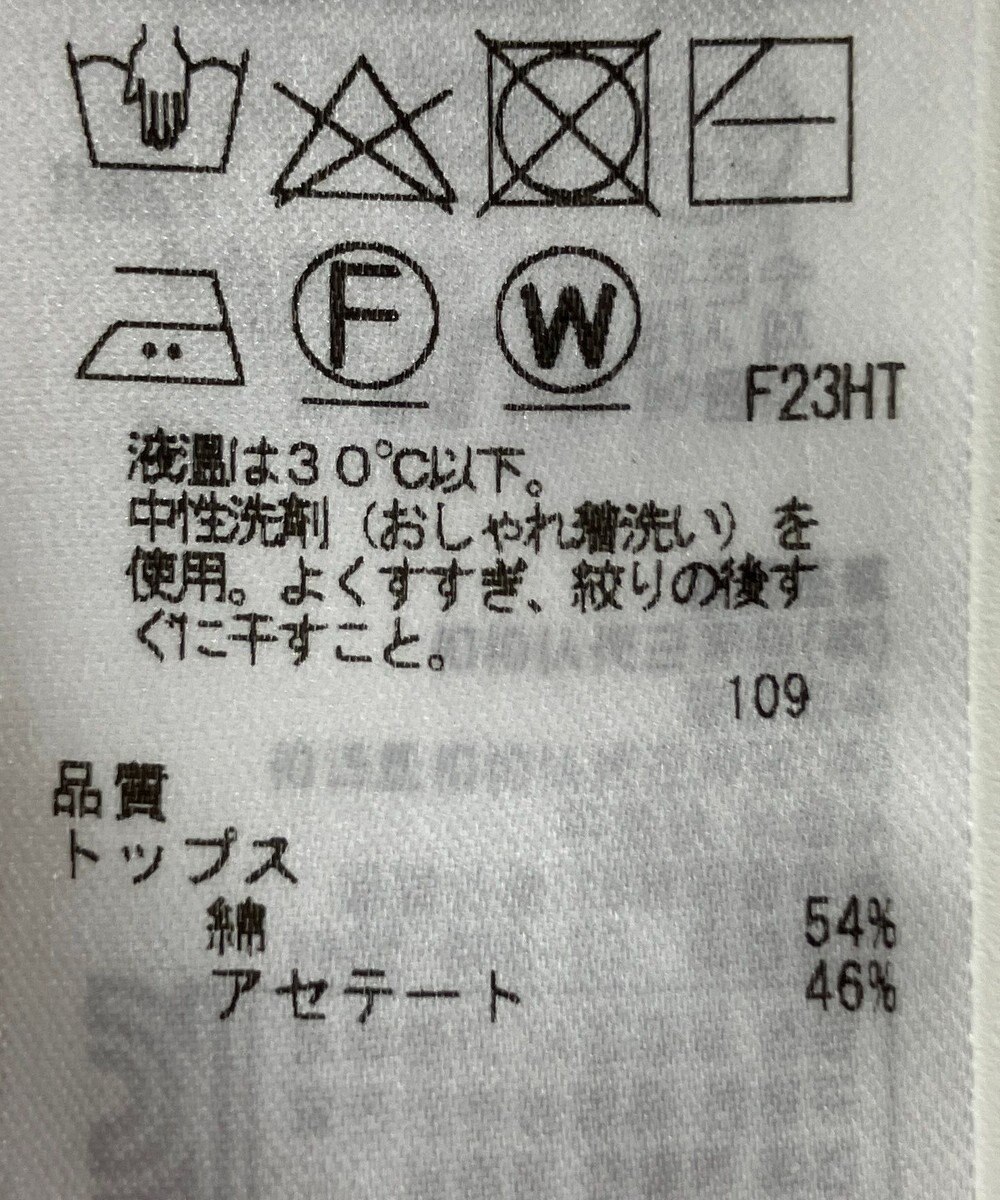 F W
F23HT
液温は30℃以下。
中性洗剤（おしゃれ着洗い）を
使用。よくすすぎ、絞りの後す
ぐに干すこと。
109
品質
トップス
綿 54%
アセテート 46%